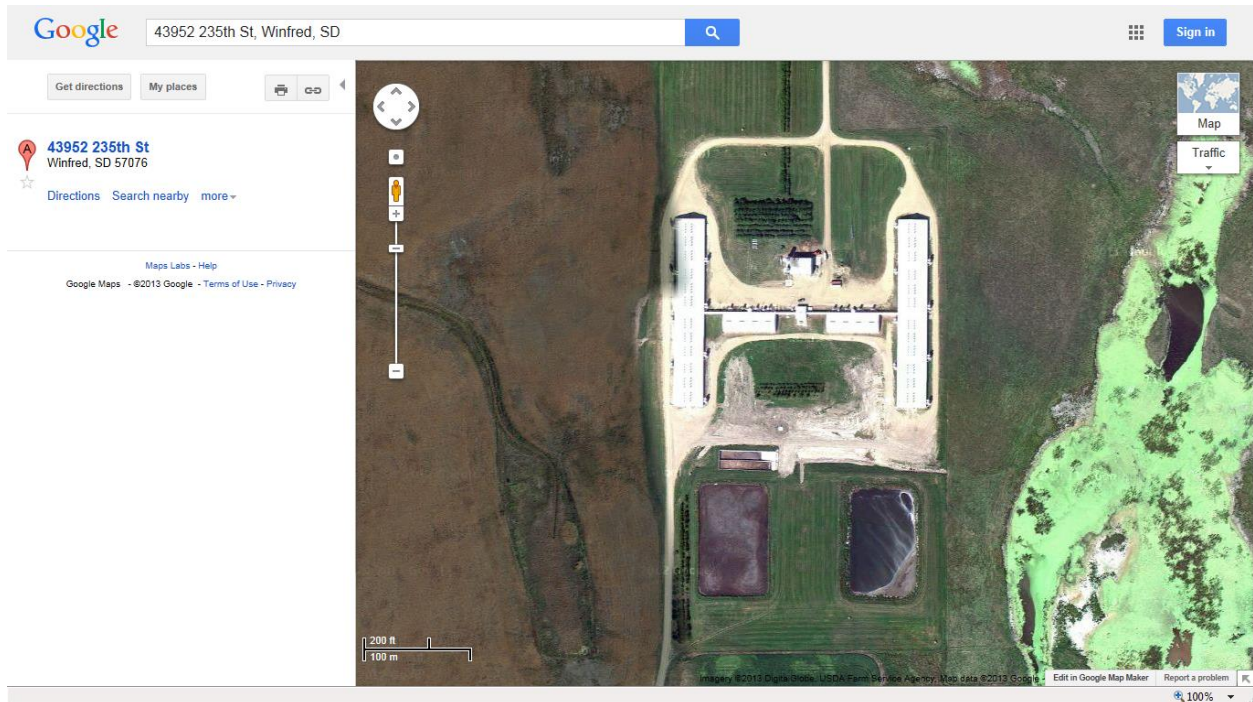 Google
43952 235th St, Winfred, SD
Sign in
Get directions
My places
A
43952 235th St
Winfred, SD 57076
Directions Search nearby more
Maps Labs - Help
Google Maps - ©2013 Google - Terms of Use - Privacy
Map
Traffic
200 ft
100 m
Imagery ©2013 DigitalGlobe, USDA Farm Service Agency, Map data ©2013 Google -
Edit in Google Map Maker
Report a problem
100%